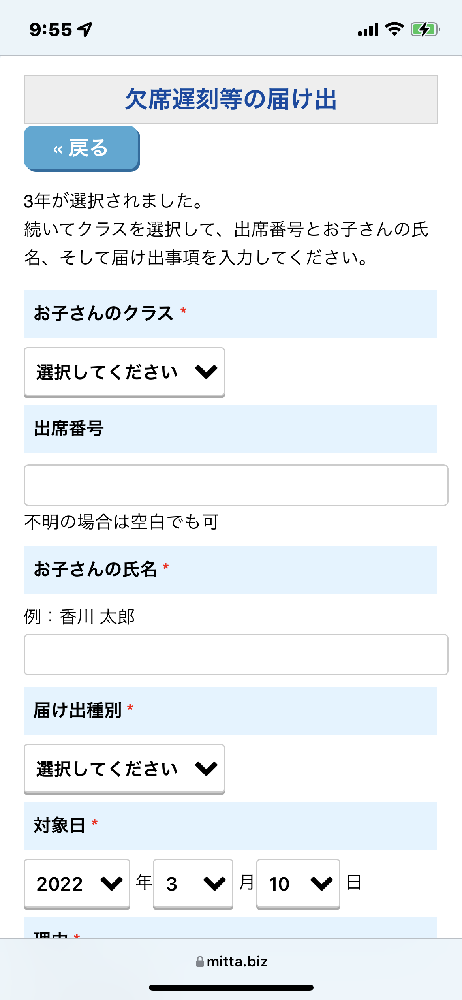 9:55
欠席遅刻等の届け出
« 戻る
3年が選択されました。
続いてクラスを選択して、出席番号とお子さんの氏
名、そして届け出事項を入力してください。
お子さんのクラス *
選択してください
出席番号
不明の場合は空白でも可
お子さんの氏名 *
例：香川 太郎
届け出種別 *
選択してください
対象日 *
2022 年 3 月 10 日
理由 *
mitta.biz